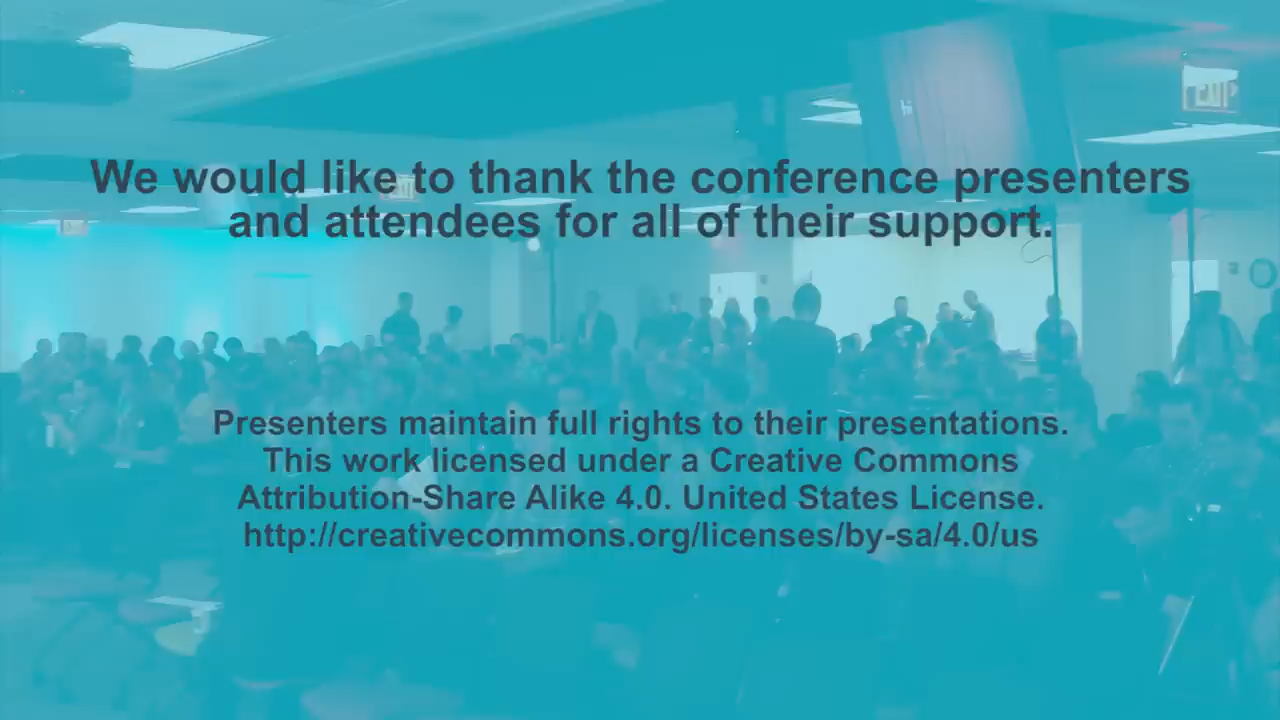 EXIT
We would like to thank the conference presenters
and attendees for all of their support.
Presenters maintain full rights to their presentations.
This work licensed under a Creative Commons
Attribution-Share Alike 4.0. United States License.
http://creativecommons.org/licenses/by-sa/4.0/us